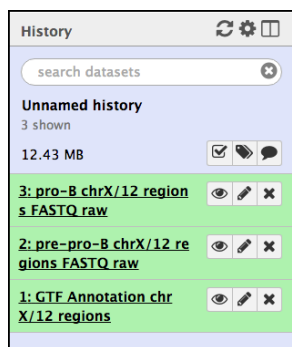 History
search datasets
Unnamed history
3 shown
12.43 MB
3: pro-B chrX/12 region
s FASTQ raw
2: pre-pro-B chrX/12 re
gions FASTQ raw
1: GTF Annotation chr
X/12 regions